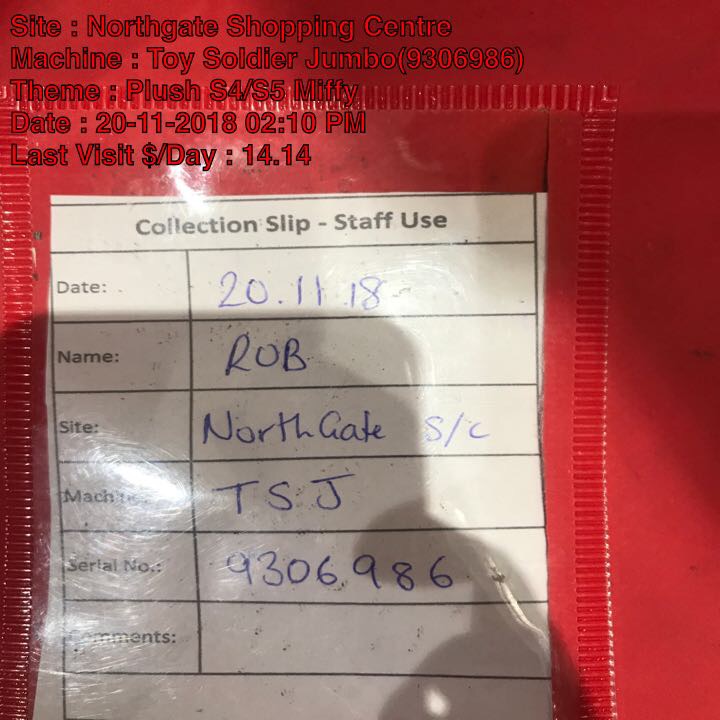 Site : Northgate Shopping Centre
Machine : Toy Soldier Jumbo(9306986)
Theme : Plush S4/S5 Miffy
Date : 20-11-2018 02:10 PM
Last Visit $/Day : 14.14
Collection Slip - Staff Use
Date: 20.11.18
Name: ROB
Site: NorthGate S/C
Machine: TSJ
Serial No.: 9306986
Comments: